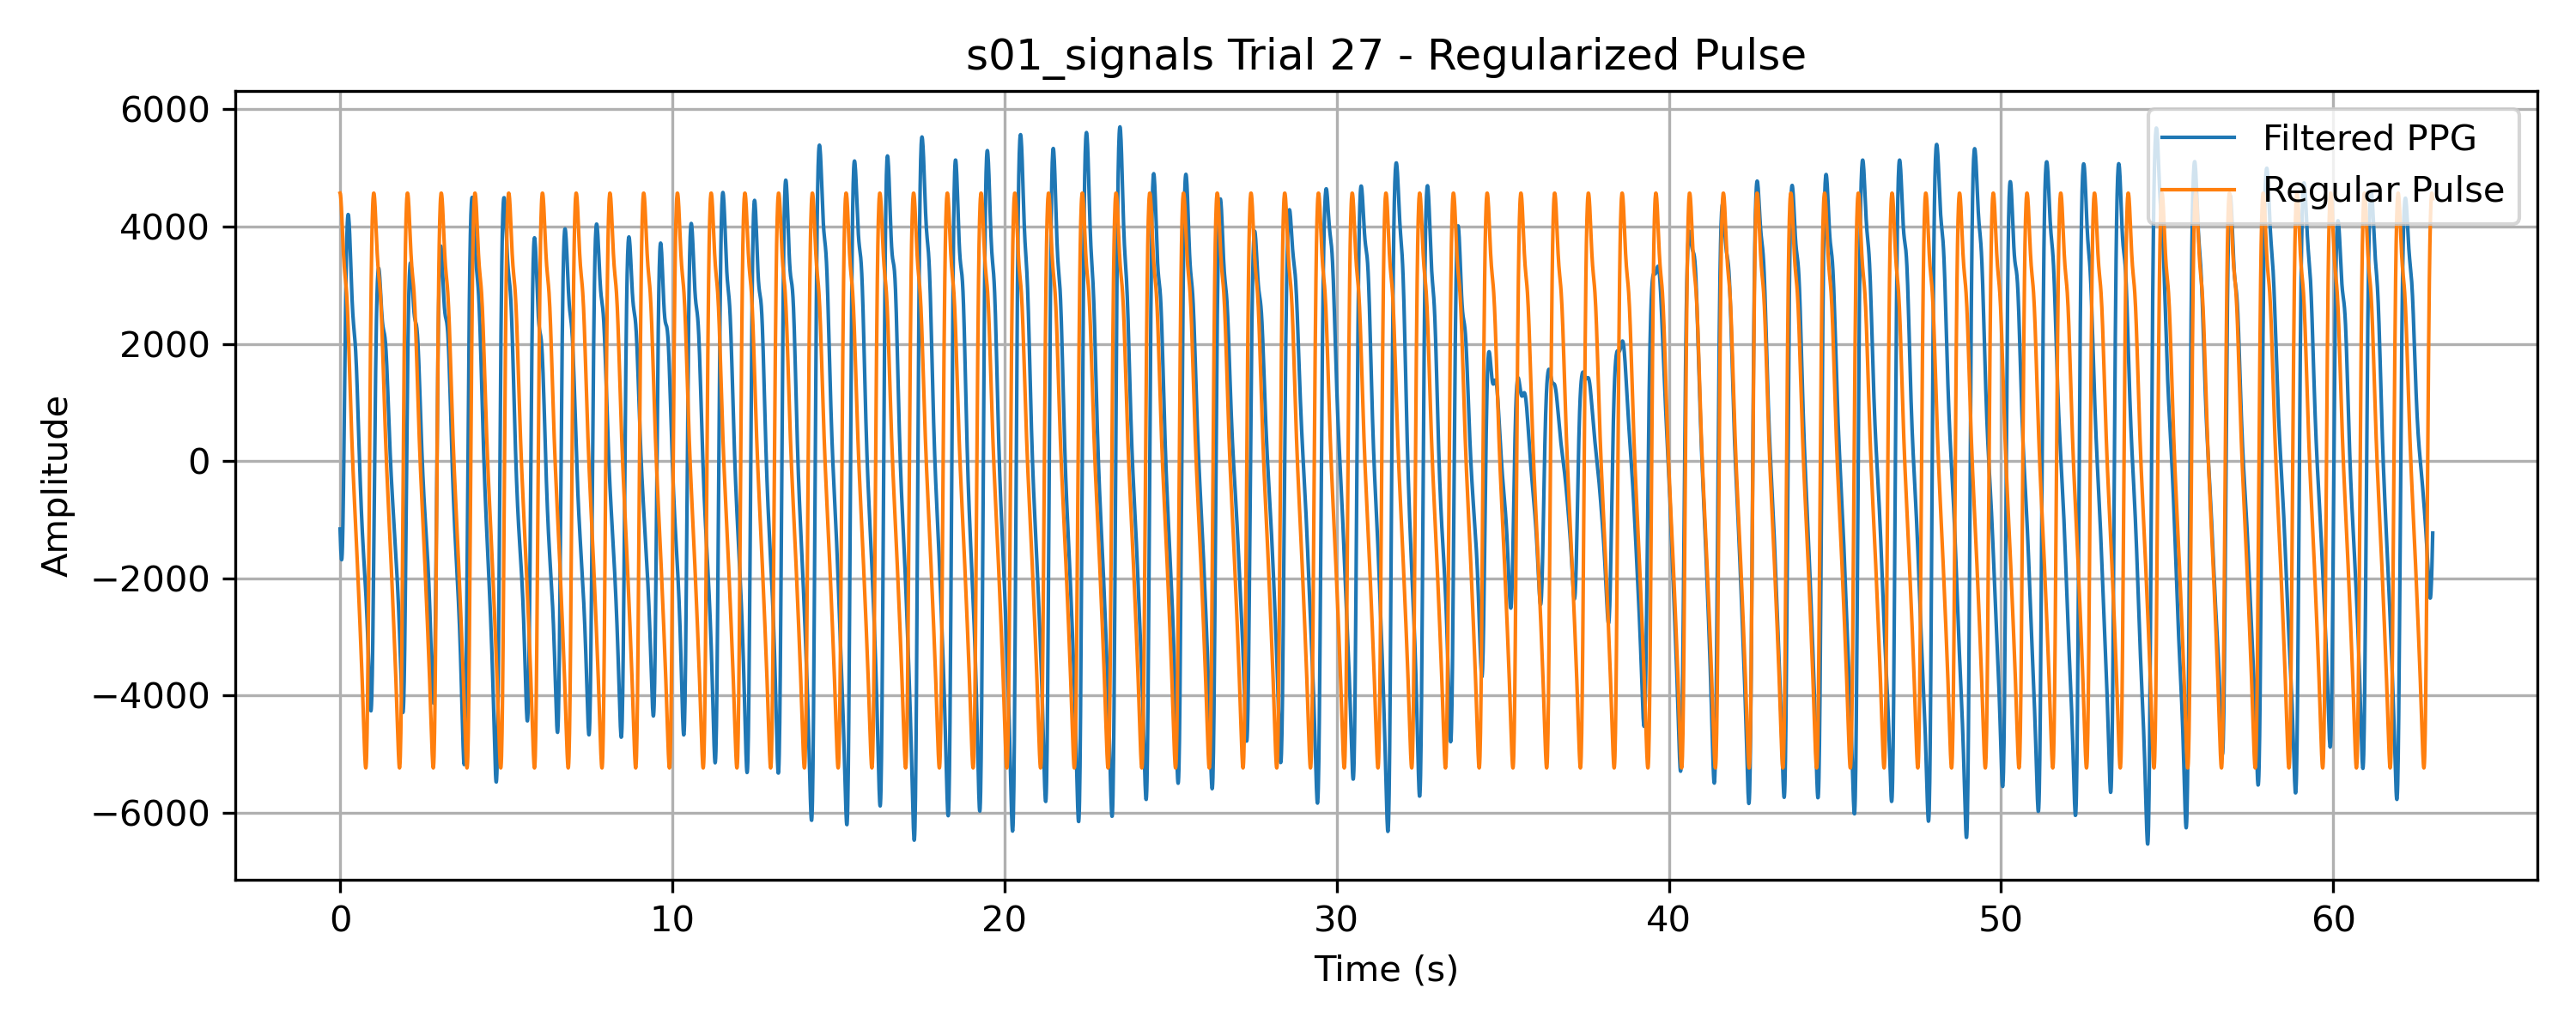 s01_signals Trial 27 - Regularized Pulse
6000
4000
2000
0
−2000
−4000
−6000
Amplitude
Filtered PPG
Regular Pulse
0 10 20 30 40 50 60
Time (s)